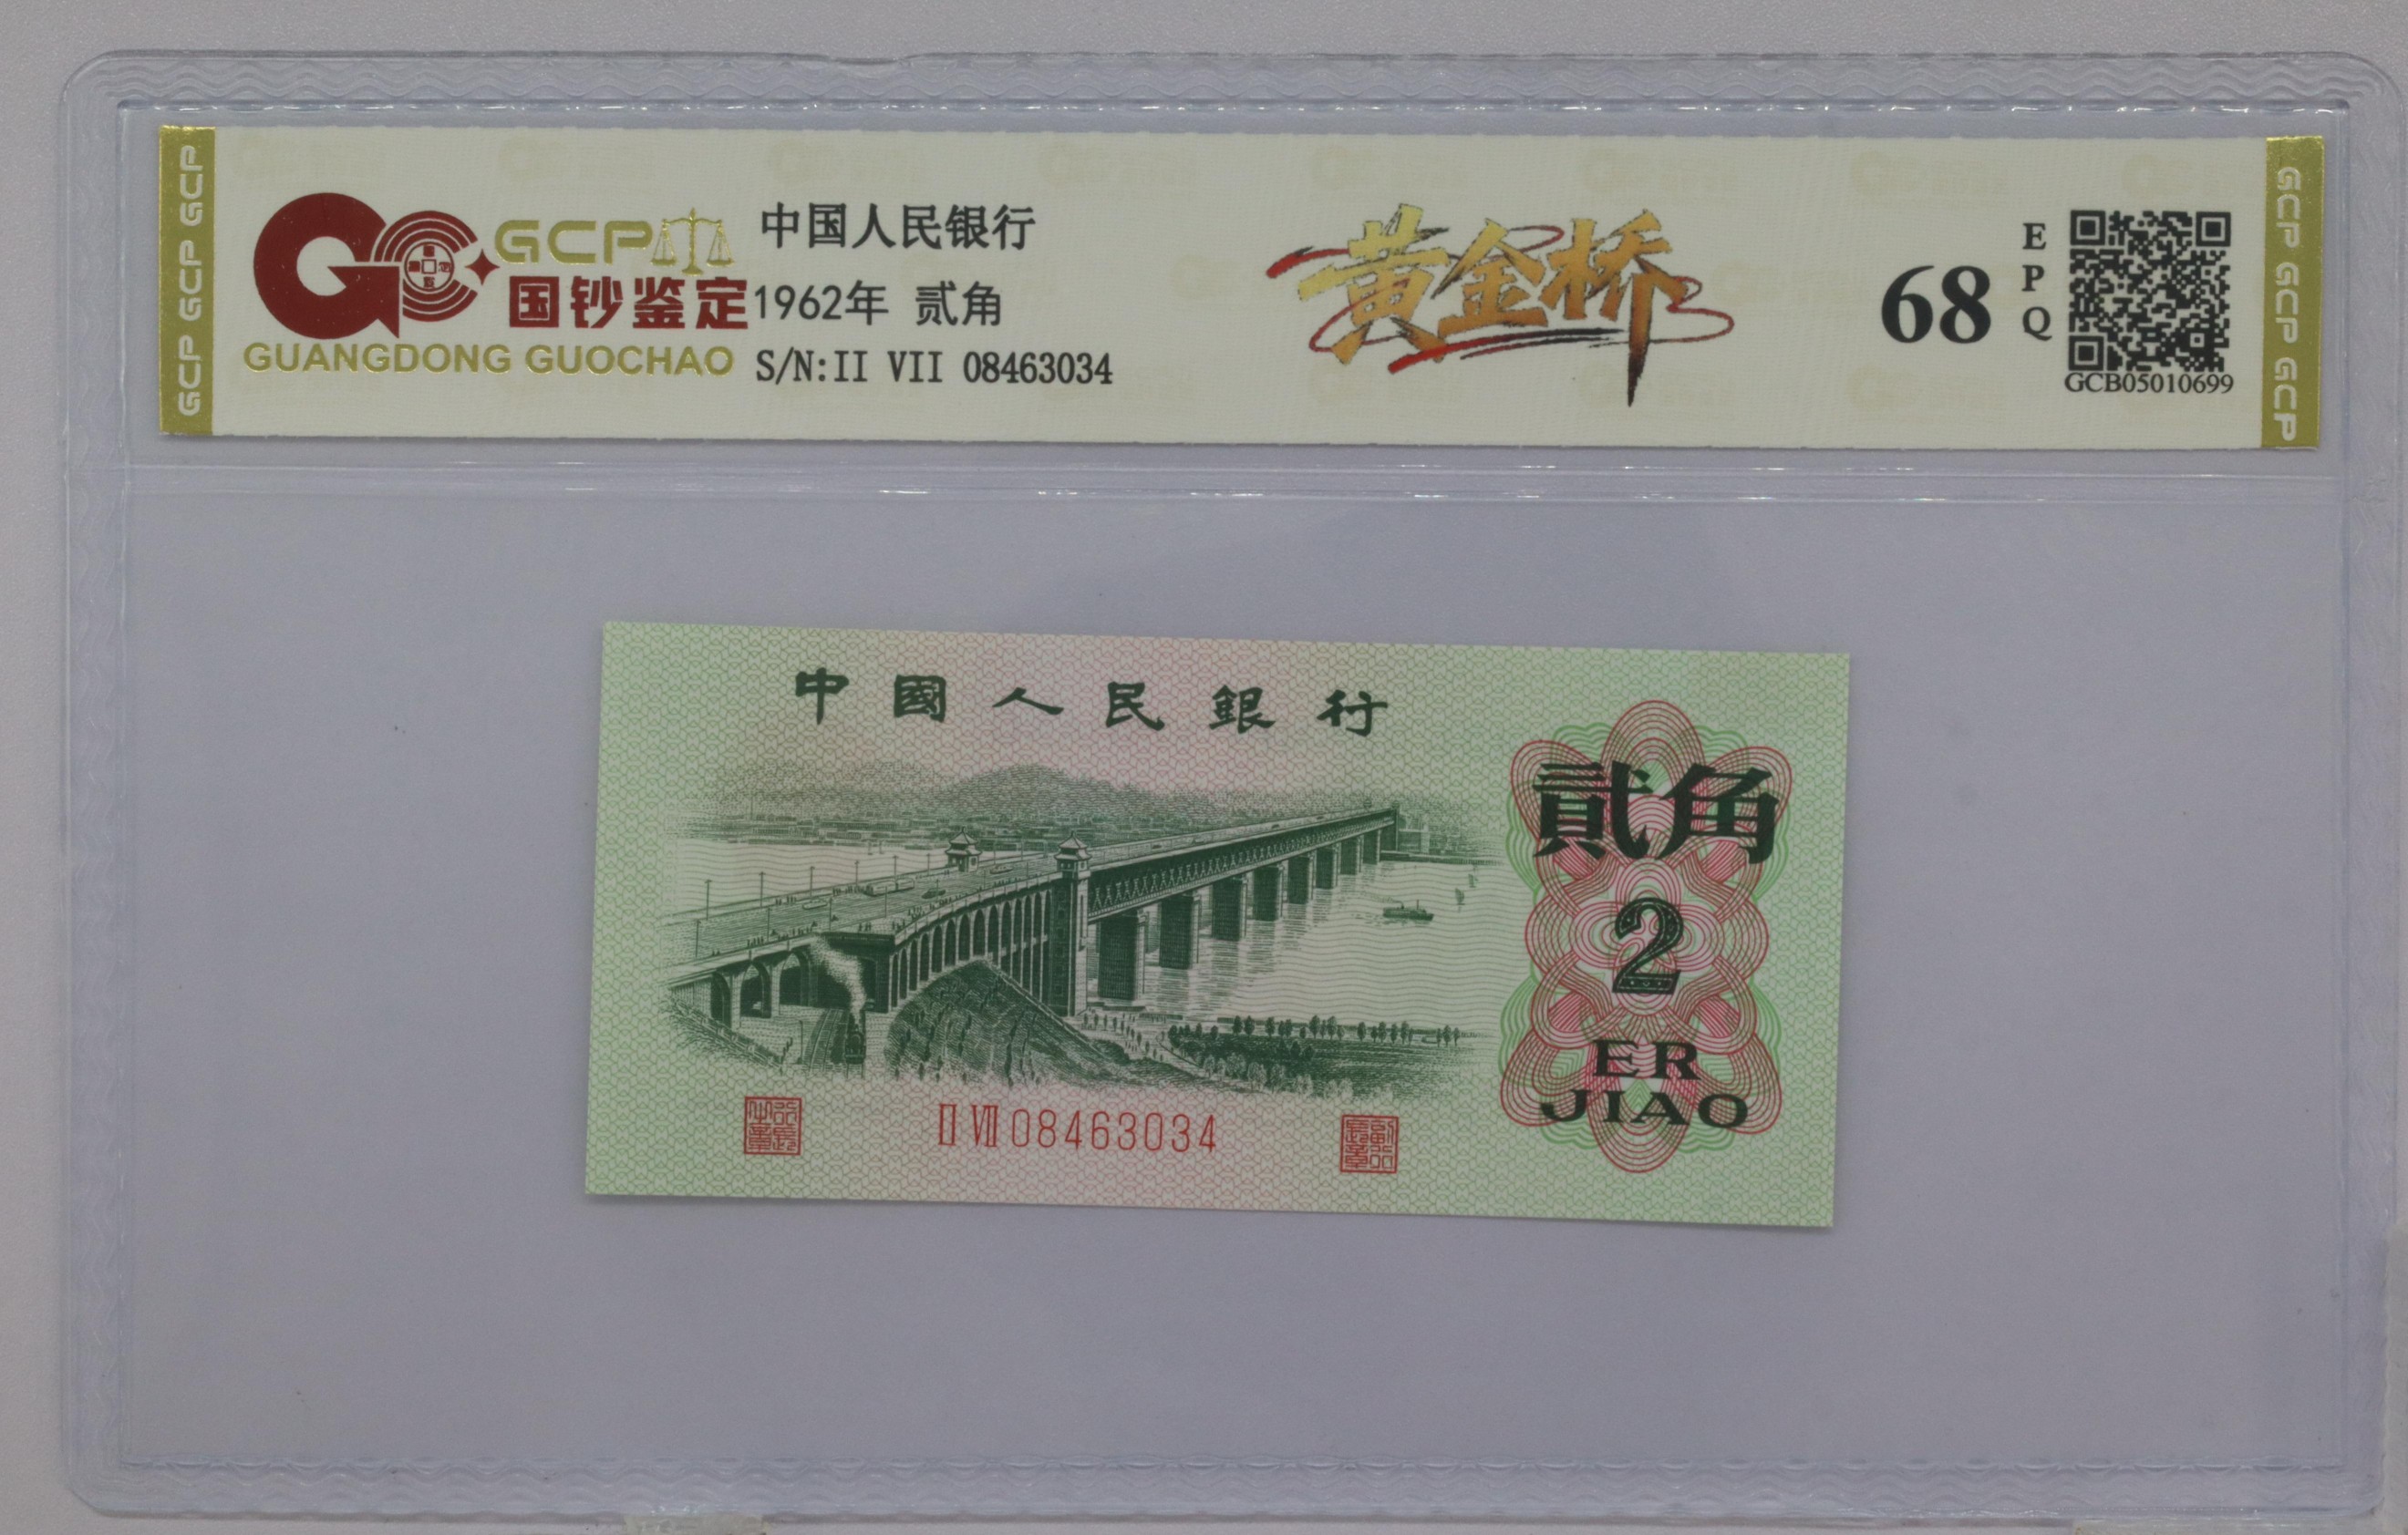 GCP GCP GCP
GCP
国钞鉴定
GUANGDONG GUOCHAO
中国人民银行
1962年 贰角
S/N:II VII 08463034
黄金桥
68
EPQ
GCB05010699
GCP GCP GCP
中國人民銀行
貳角
2
ER
JIAO
II VII 08463034